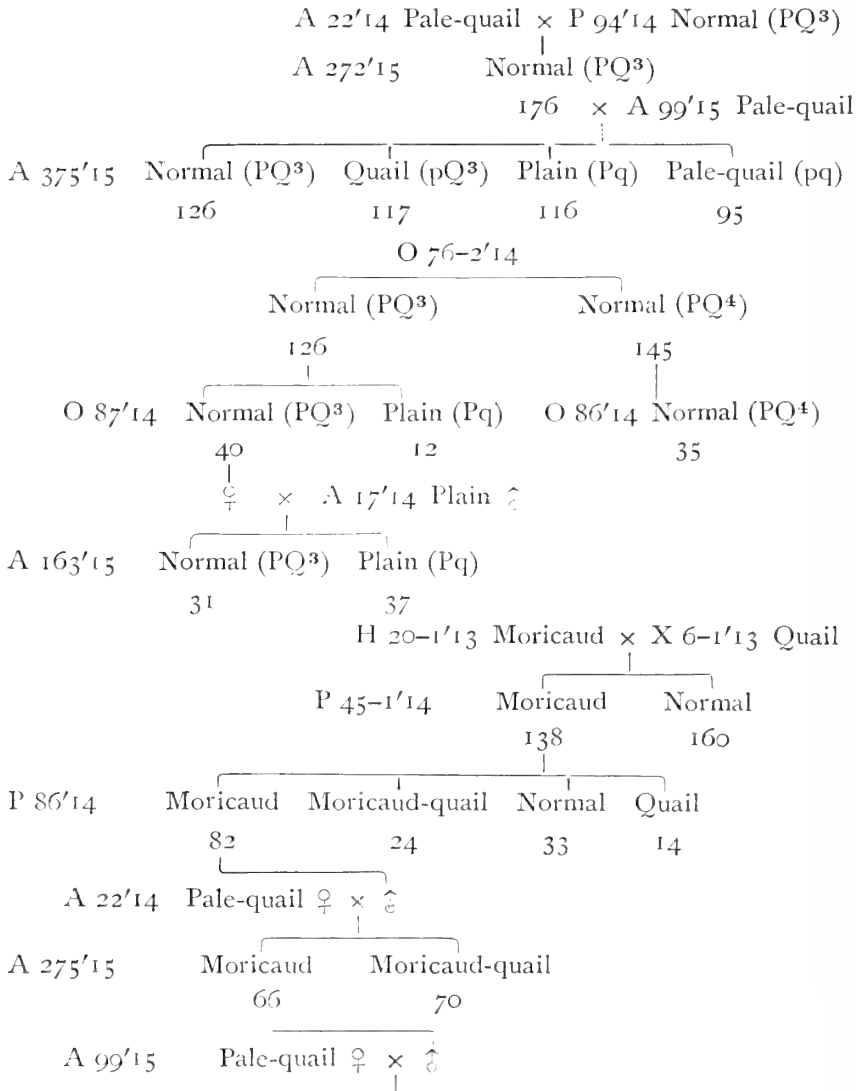 A 22'14 Pale-quail × P 94'14 Normal (PQ³)
A 272'15 Normal (PQ³)
176 × A 99'15 Pale-quail
A 375'15 Normal (PQ³) Quail (pQ³) Plain (Pq) Pale-quail (pq)
126 117 116 95
O 76–2'14
Normal (PQ³) Normal (PQ⁴)
126 145
O 87'14 Normal (PQ³) Plain (Pq) O 86'14 Normal (PQ⁴)
40 12 35
♀ × A 17'14 Plain ♂
A 163'15 Normal (PQ³) Plain (Pq)
31 37
H 20–1'13 Moricaud × X 6–1'13 Quail
P 45–1'14 Moricaud Normal
138 160
P 86'14 Moricaud Moricaud-quail Normal Quail
82 24 33 14
A 22'14 Pale-quail ♀ × ♂
A 275'15 Moricaud Moricaud-quail
66 70
A 99'15 Pale-quail ♀ × ♂